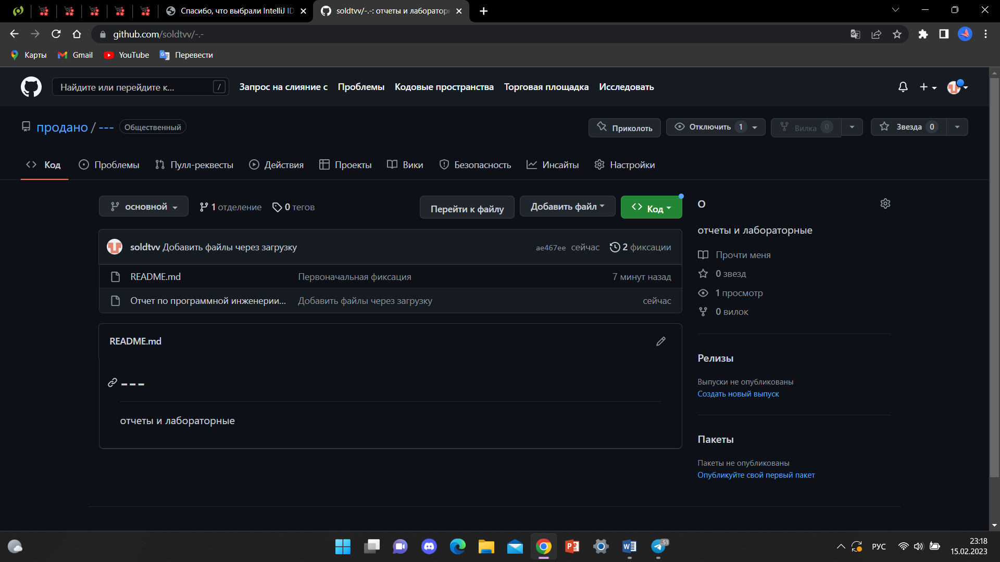 Спасибо, что выбрали IntelliJ ID
soldtvv/-.-: отчеты и лаборатор
github.com/soldtvv/-.-
Карты
Gmail
YouTube
Перевести
Найдите или перейдите к...
/
Запрос на слияние с
Проблемы
Кодовые пространства
Торговая площадка
Исследовать
продано / ---
Общественный
Приколоть
Отключить 1
Вилка 0
Звезда 0
Код
Проблемы
Пулл-реквесты
Действия
Проекты
Вики
Безопасность
Инсайты
Настройки
основной
1 отделение
0 тегов
Перейти к файлу
Добавить файл
Код
О
soldtvv Добавить файлы через загрузку
ae467ee сейчас
2 фиксации
README.md
Первоначальная фиксация
7 минут назад
Отчет по программной инженерии...
Добавить файлы через загрузку
сейчас
README.md
---
отчеты и лабораторные
отчеты и лабораторные
Прочти меня
0 звезд
1 просмотр
0 вилок
Релизы
Выпуски не опубликованы
Создать новый выпуск
Пакеты
Пакеты не опубликованы
Опубликуйте свой первый пакет
51
РУС
23:18
15.02.2023